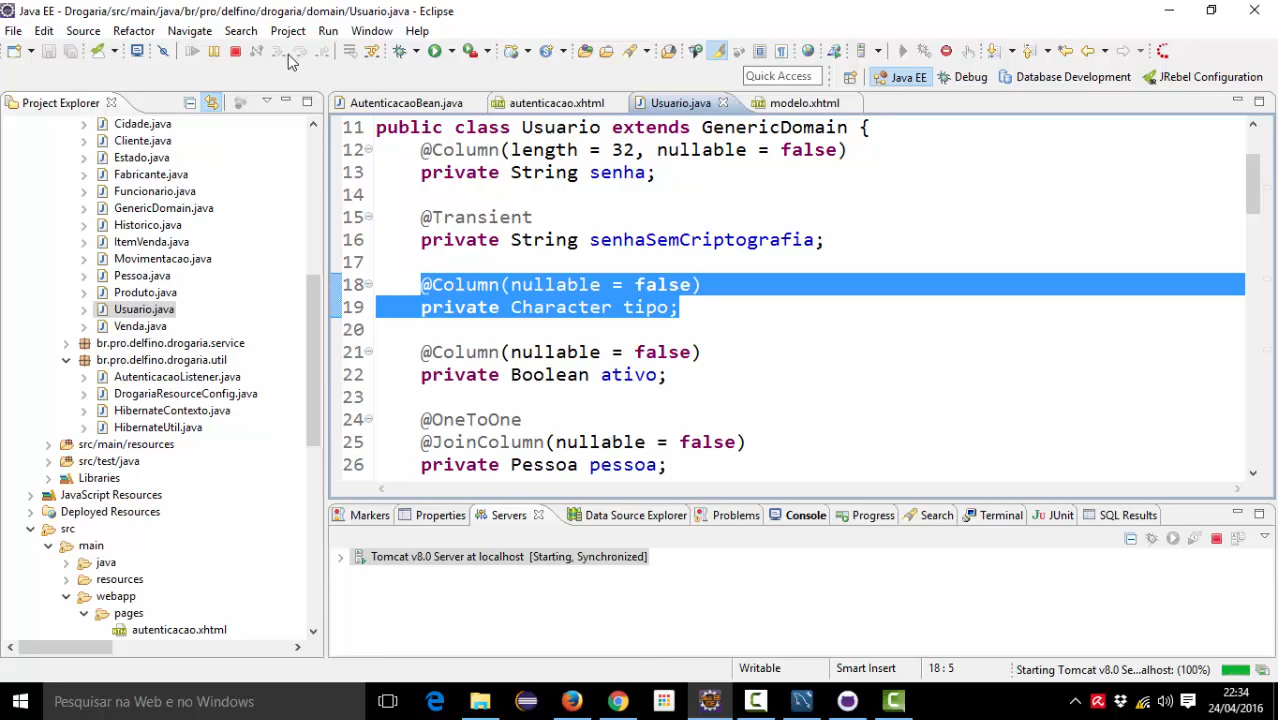 Java EE - Drogaria/src/main/java/br/pro/delfino/drogaria/domain/Usuario.java - Eclipse
File Edit Source Refactor Navigate Search Project Run Window Help
Quick Access
Java EE
Debug
Database Development
JRebel Configuration
Project Explorer
AutenticacaoBean.java
autenticacao.xhtml
Usuario.java
modelo.xhtml
Cidade.java
Cliente.java
Estado.java
Fabricante.java
Funcionario.java
GenericDomain.java
Historico.java
ItemVenda.java
Movimentacao.java
Pessoa.java
Produto.java
Usuario.java
Venda.java
br.pro.delfino.drogaria.service
br.pro.delfino.drogaria.util
AutenticacaoListener.java
DrogariaResourceConfig.java
HibernateContexto.java
HibernateUtil.java
src/main/resources
src/test/java
Libraries
JavaScript Resources
Deployed Resources
src
main
java
resources
webapp
pages
autenticacao.xhtml
11 public class Usuario extends GenericDomain {
12 @Column(length = 32, nullable = false)
13 private String senha;
14
15 @Transient
16 private String senhaSemCriptografia;
17
18 @Column(nullable = false)
19 private Character tipo;
20
21 @Column(nullable = false)
22 private Boolean ativo;
23
24 @OneToOne
25 @JoinColumn(nullable = false)
26 private Pessoa pessoa;
Markers Properties Servers Data Source Explorer Problems Console Progress Search Terminal JUnit SQL Results
Tomcat v8.0 Server at localhost [Starting, Synchronized]
Writable Smart Insert 18 : 5 Starting Tomcat v8.0 Se...alhost: (100%)
Pesquisar na Web e no Windows
22:34
24/04/2016